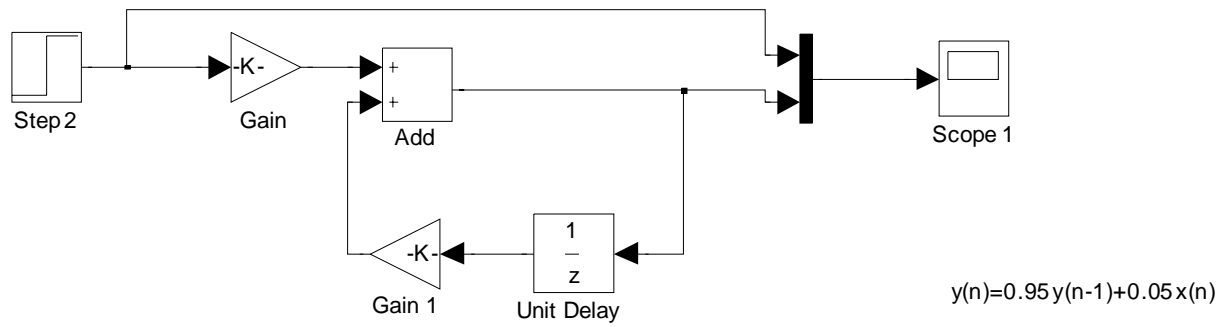 -K-
+
+
Step 2
Gain
Add
Scope 1
-K-
1
z
Gain 1
Unit Delay
y(n)=0.95 y(n-1)+0.05 x(n)